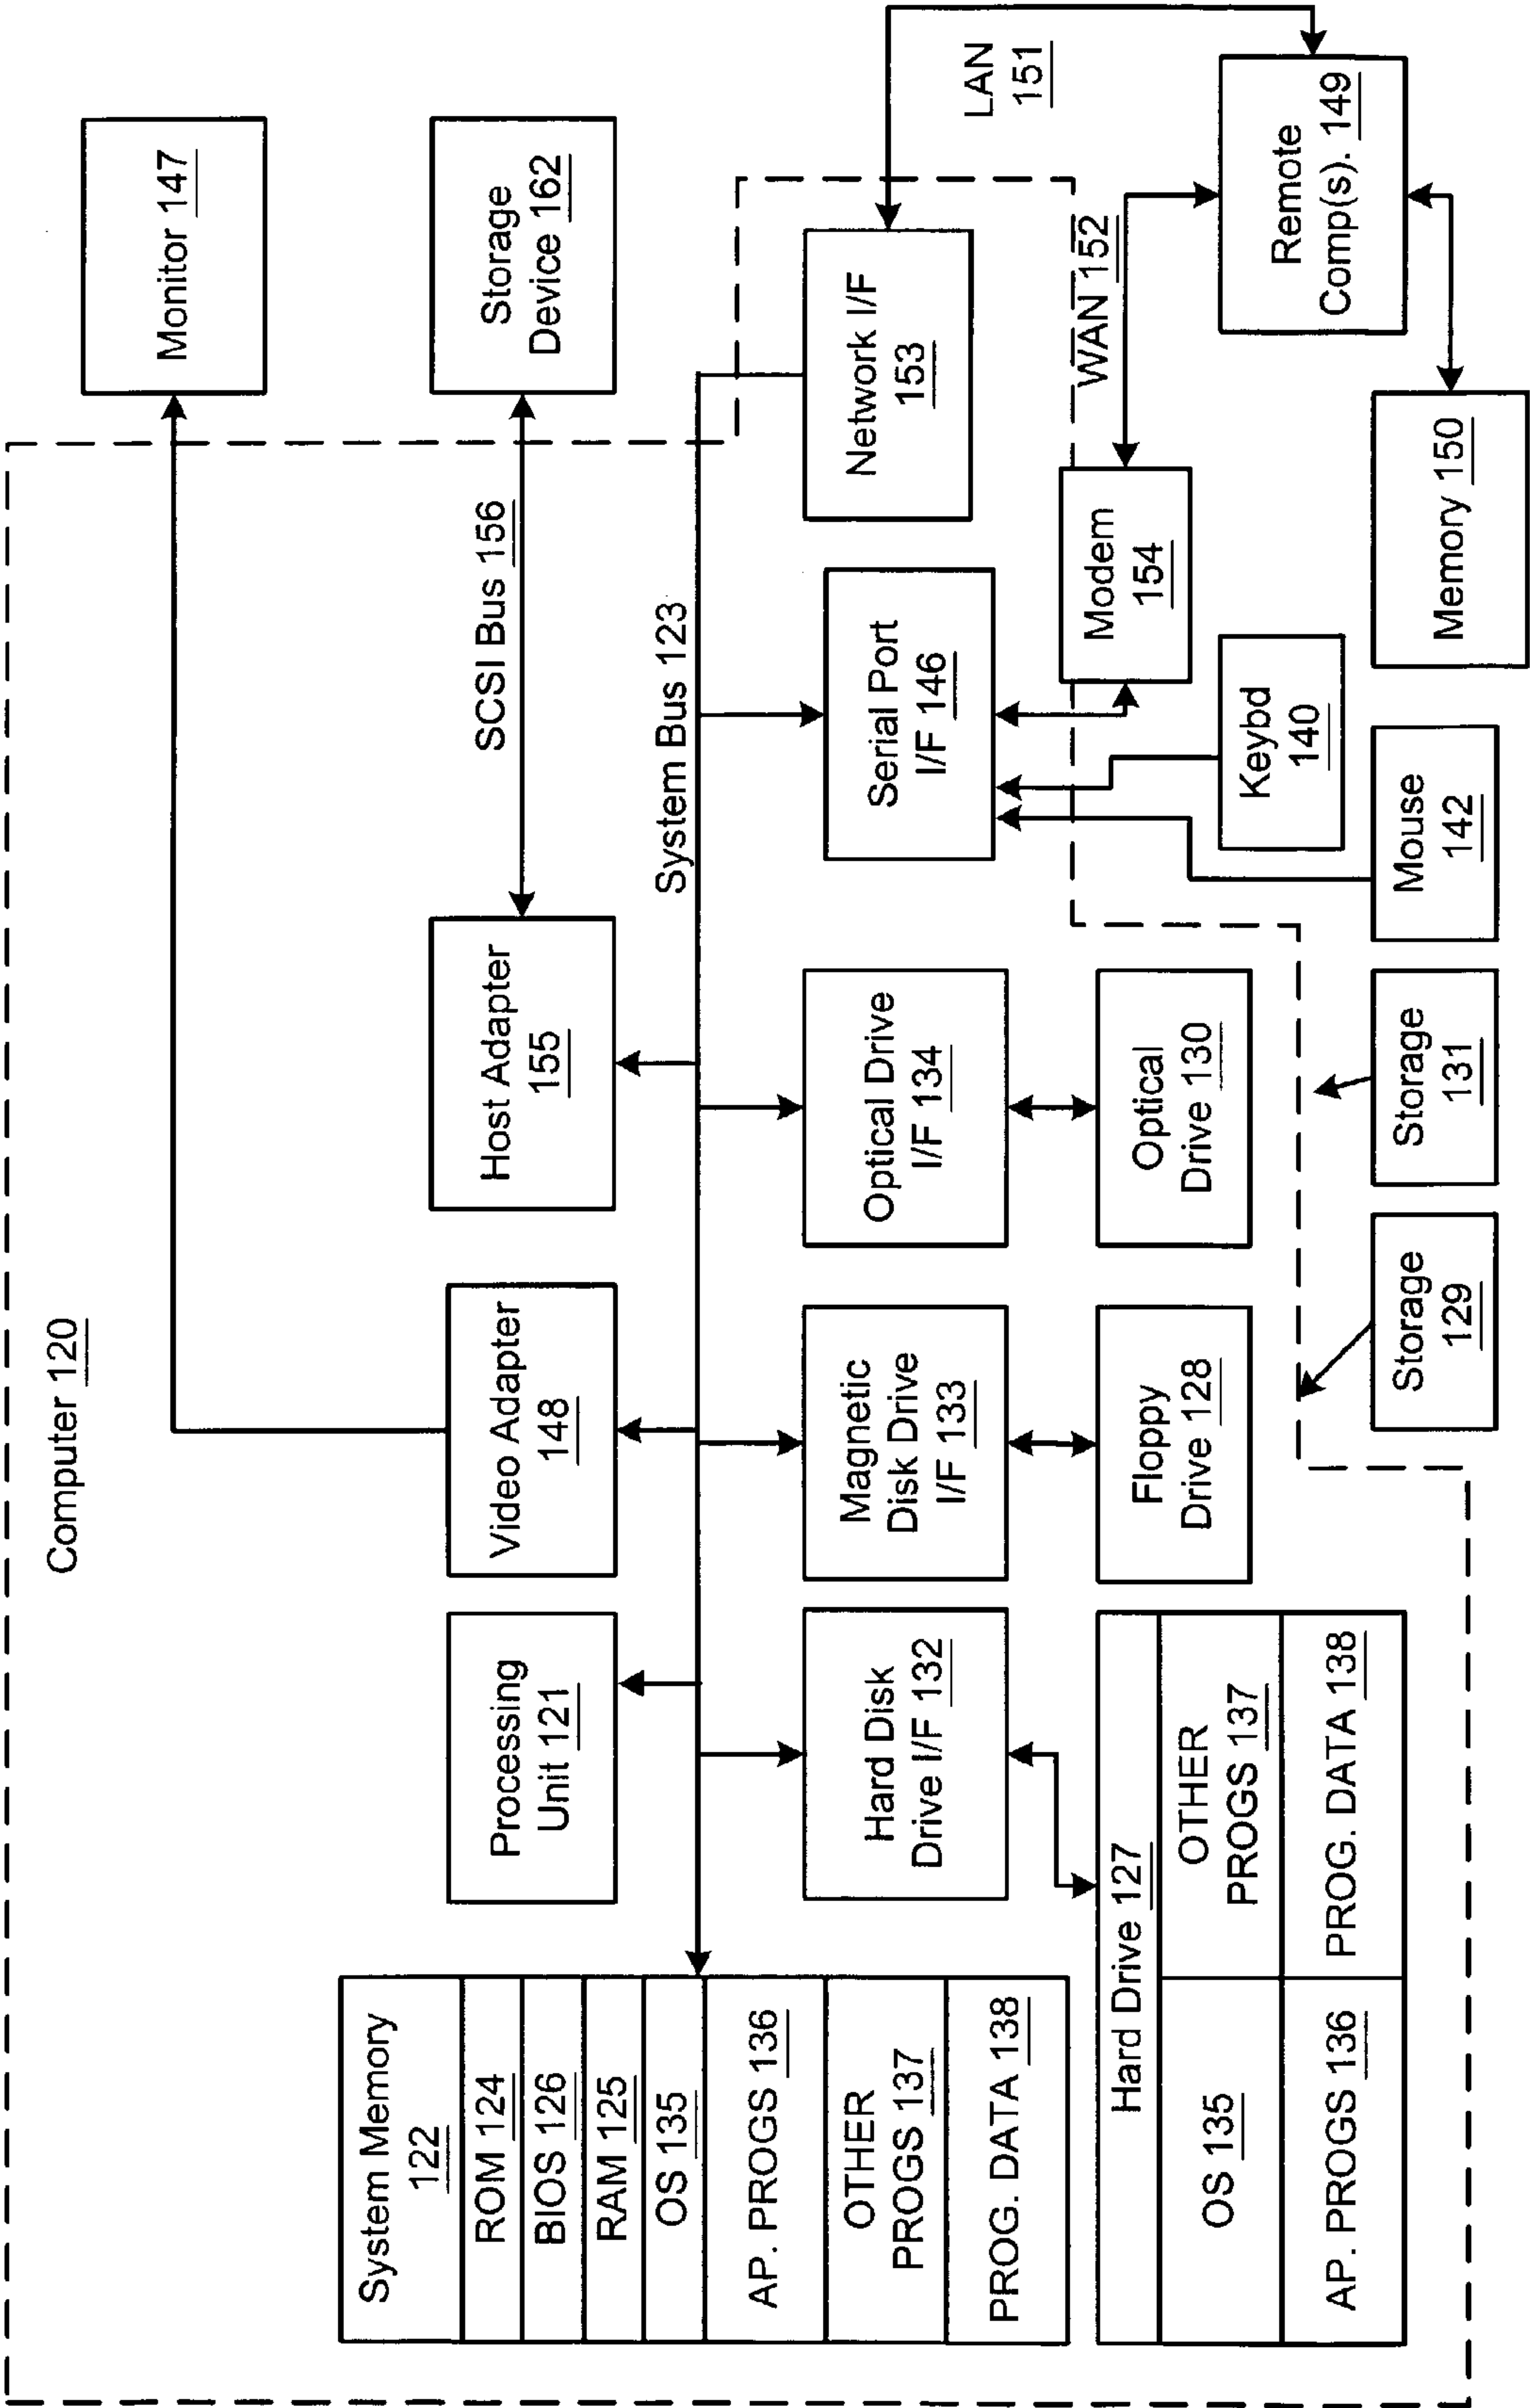 Computer 120
Monitor 147
System Memory
122
ROM 124
BIOS 126
RAM 125
OS 135
AP. PROGS 136
OTHER
PROGS 137
PROG. DATA 138
Processing
Unit 121
Video Adapter
148
Host Adapter
155
SCSI Bus 156
Storage
Device 162
System Bus 123
Hard Disk
Drive I/F 132
Magnetic
Disk Drive
I/F 133
Optical Drive
I/F 134
Serial Port
I/F 146
Network I/F
153
LAN
151
Hard Drive 127
OS 135
OTHER
PROGS 137
AP. PROGS 136
PROG. DATA 138
Floppy
Drive 128
Optical
Drive 130
Modem
154
WAN 152
Keybd
140
Remote
Comp(s). 149
Storage
129
Storage
131
Mouse
142
Memory 150